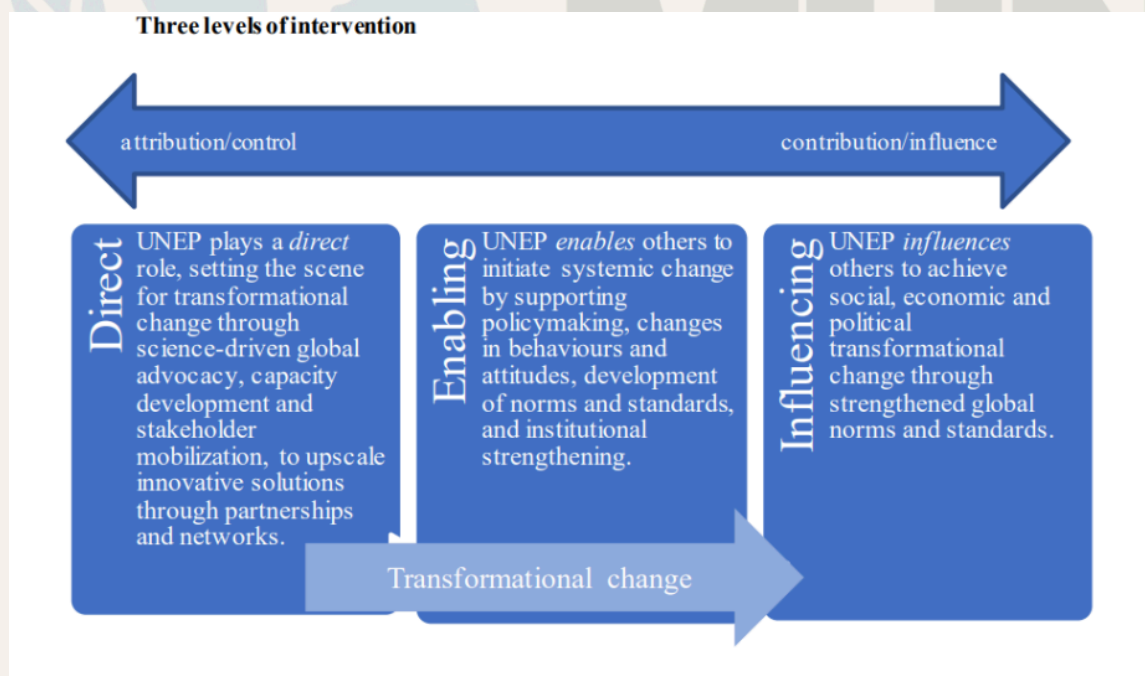 Three levels of intervention
attribution/control
contribution/influence
Direct
UNEP plays a direct
role, setting the scene
for transformational
change through
science-driven global
advocacy, capacity
development and
stakeholder
mobilization, to upscale
innovative solutions
through partnerships
and networks.
Enabling
UNEP enables others to
initiate systemic change
by supporting
policymaking, changes
in behaviours and
attitudes, development
of norms and standards,
and institutional
strengthening.
Influencing
UNEP influences
others to achieve
social, economic and
political
transformational
change through
strengthened global
norms and standards.
Transformational change